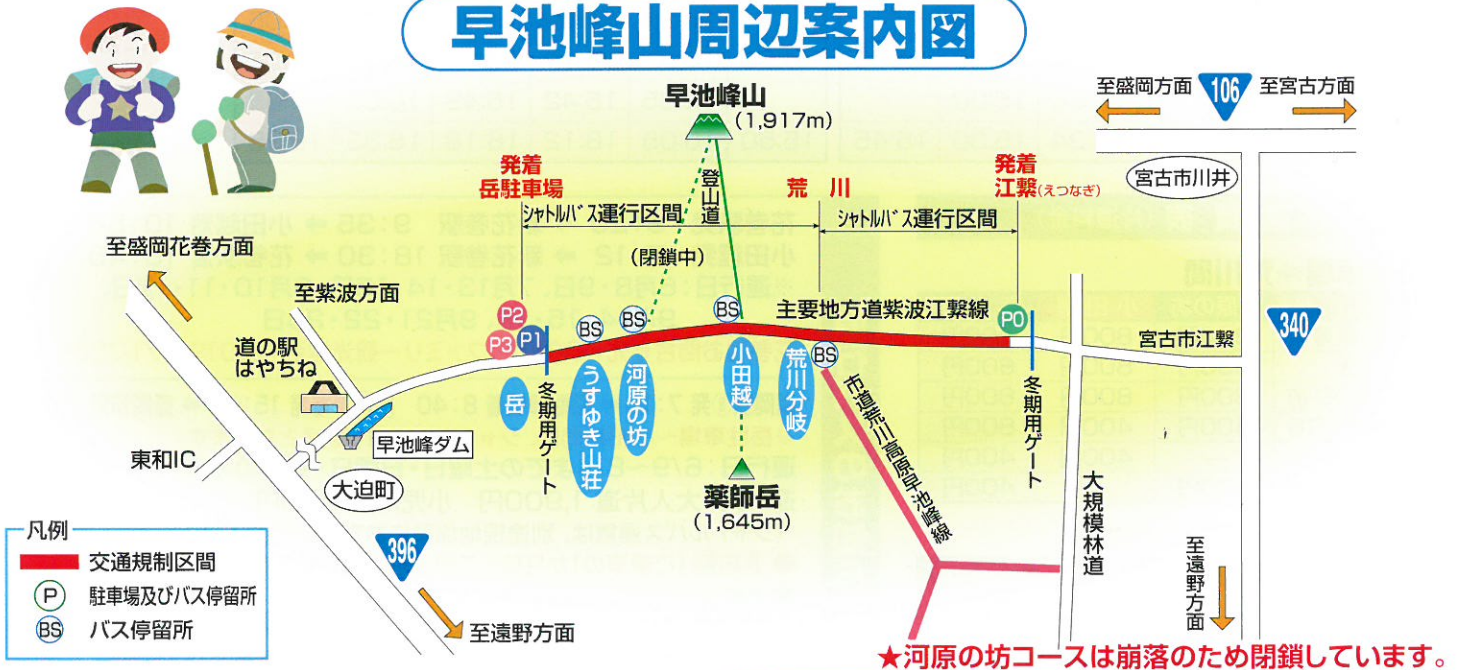 早池峰山周辺案内図
早池峰山
(1,917m)
至盛岡方面
106
至宮古方面
宮古市川井
発着
岳駐車場
登山道
荒川
発着
江繋(えつなぎ)
シャトルバス運行区間
シャトルバス運行区間
(閉鎖中)
至盛岡花巻方面
至紫波方面
主要地方道紫波江繋線
P2
P3
P1
BS
BS
BS
BS
P0
340
宮古市江繋
道の駅
はやちね
岳
冬期用ゲート
うすゆき山荘
河原の坊
小田越
荒川分岐
冬期用ゲート
早池峰ダム
東和IC
大迫町
薬師岳
(1,645m)
市道荒川高原早池峰線
大規模林道
至遠野方面
凡例
交通規制区間
P 駐車場及びバス停留所
BS バス停留所
396
至遠野方面
★河原の坊コースは崩落のため閉鎖しています。